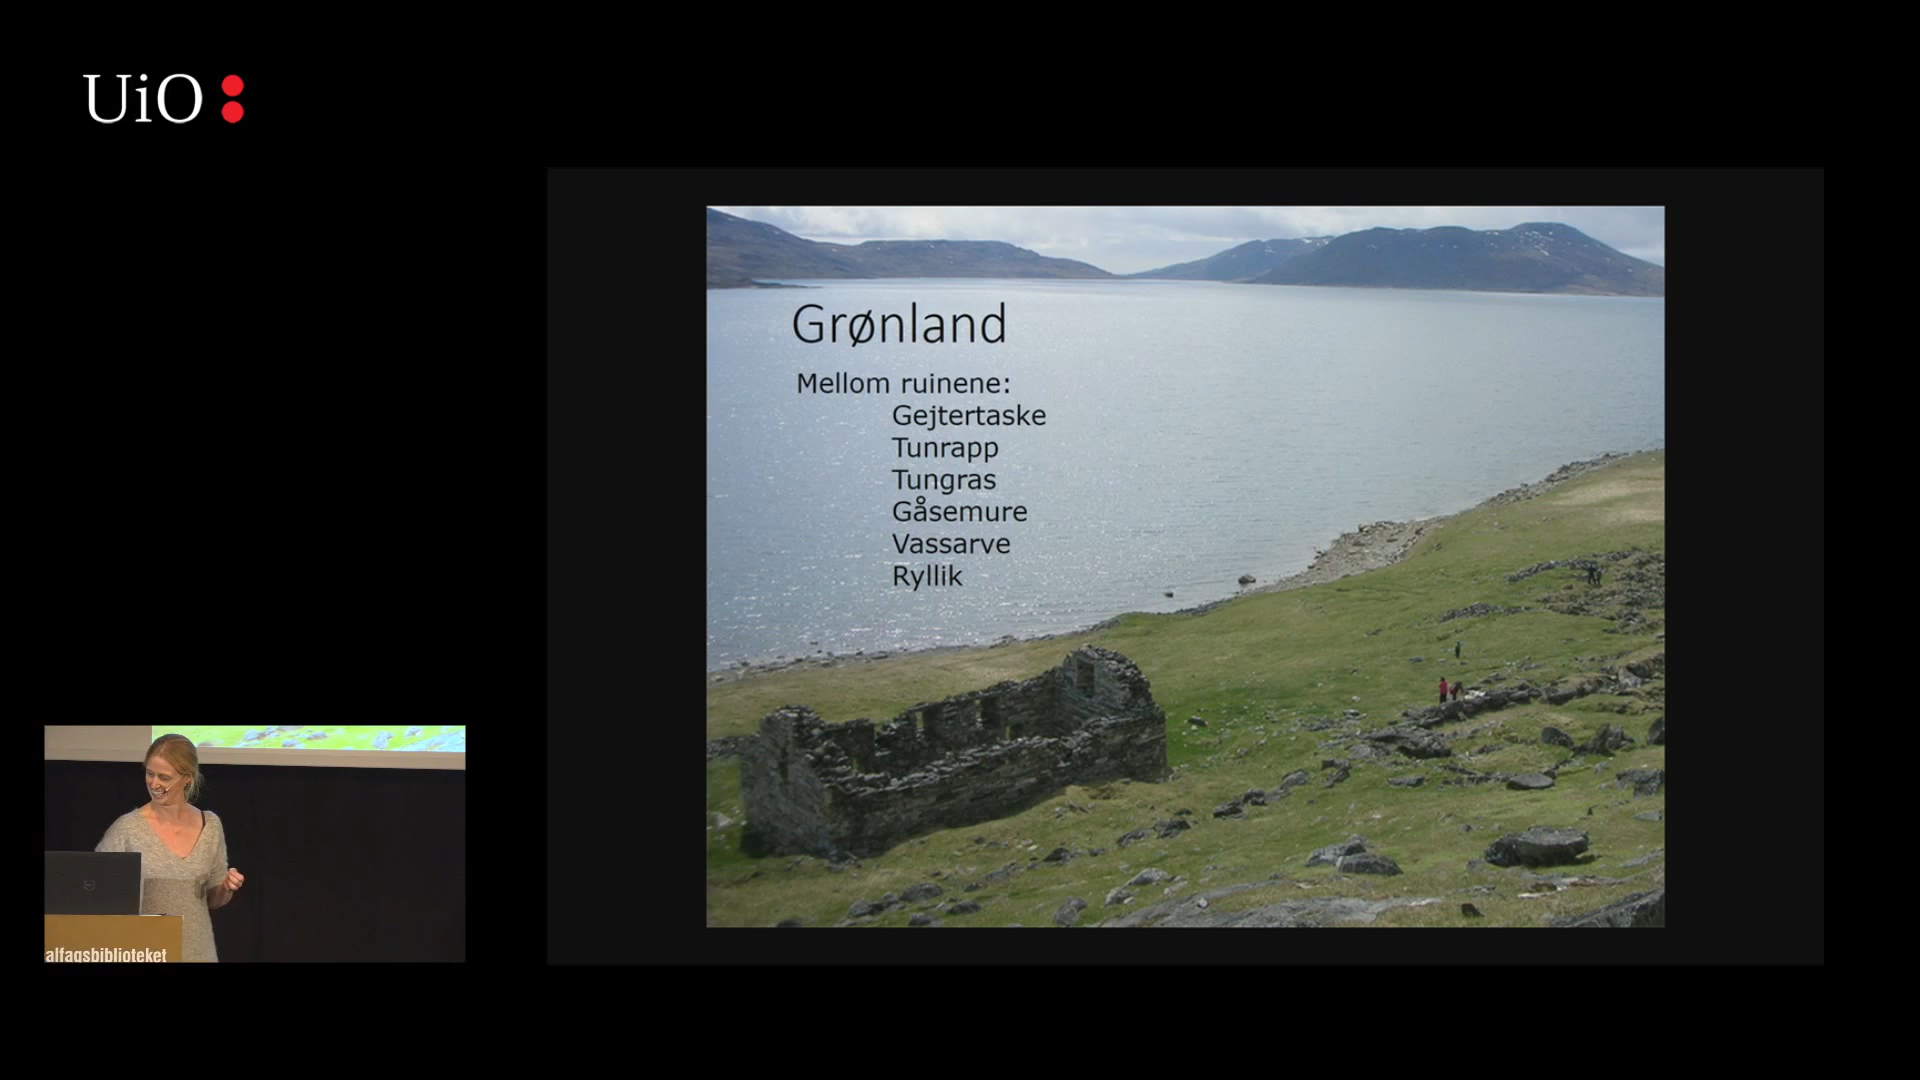 UiO
Grønland
Mellom ruinene:
Gejtertaske
Tunrapp
Tungras
Gåsemure
Vassarve
Ryllik
alfagsbiblioteket